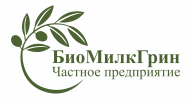 БиоМилкГрин
Частное предприятие